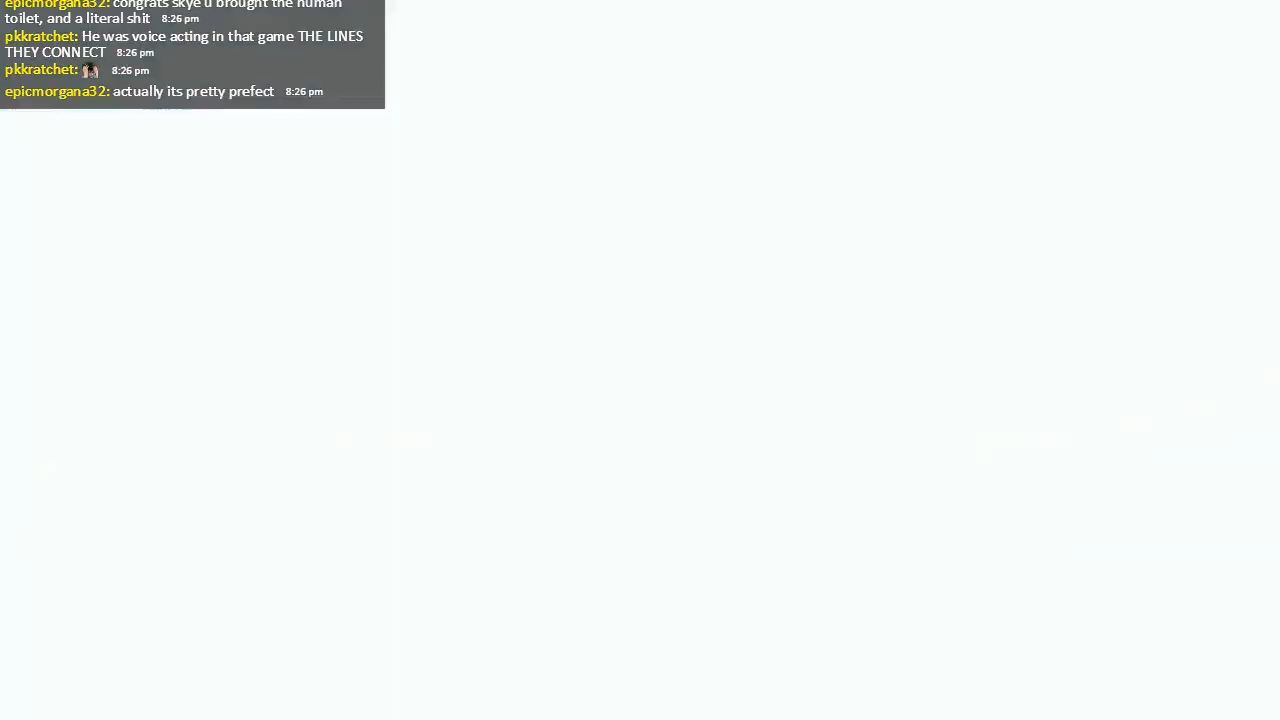 epicmorgana32: congrats skye u brought the human
toilet, and a literal shit 8:26 pm
pkkratchet: He was voice acting in that game THE LINES
THEY CONNECT 8:26 pm
pkkratchet: 8:26 pm
epicmorgana32: actually its pretty prefect 8:26 pm